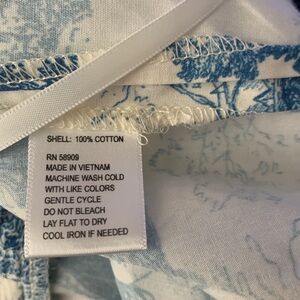 SHELL: 100% COTTON
RN 58909
MADE IN VIETNAM
MACHINE WASH COLD
WITH LIKE COLORS
GENTLE CYCLE
DO NOT BLEACH
LAY FLAT TO DRY
COOL IRON IF NEEDED